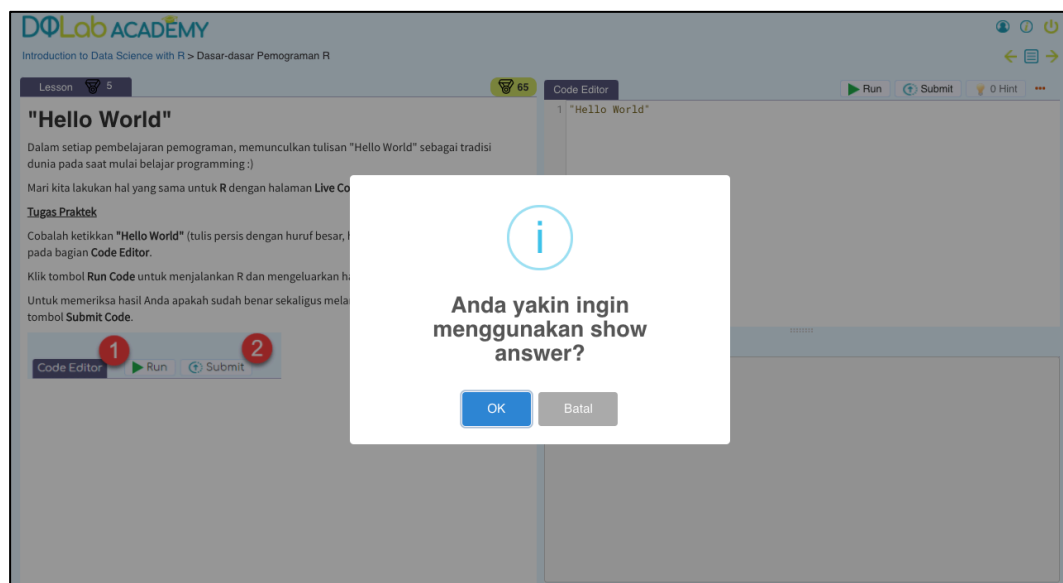 DQLab ACADEMY
Introduction to Data Science with R > Dasar-dasar Pemograman R
Lesson 5
65
"Hello World"
Dalam setiap pembelajaran pemograman, memunculkan tulisan "Hello World" sebagai tradisi
dunia pada saat mulai belajar programming :)
Mari kita lakukan hal yang sama untuk R dengan halaman Live Co
Tugas Praktek
Cobalah ketikkan "Hello World" (tulis persis dengan huruf besar,
pada bagian Code Editor.
Klik tombol Run Code untuk menjalankan R dan mengeluarkan ha
Untuk memeriksa hasil Anda apakah sudah benar sekaligus mela
tombol Submit Code.
1
2
Code Editor
Run
Submit
Code Editor
Run
Submit
0 Hint
1 "Hello World"
i
Anda yakin ingin
menggunakan show
answer?
OK
Batal